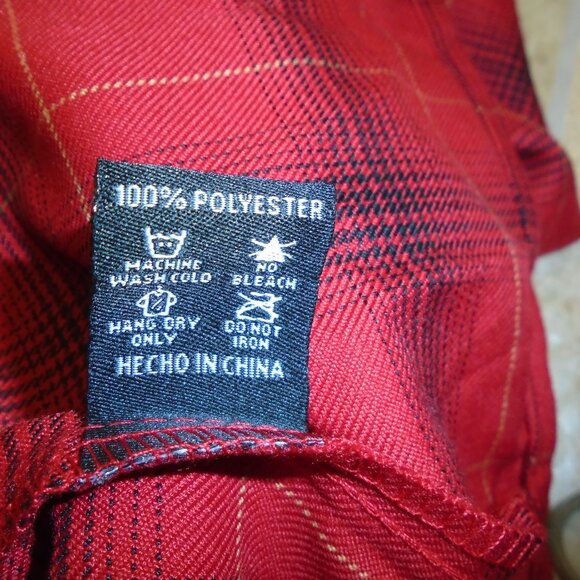 100% POLYESTER
MACHINE
WASH COLD
NO
BLEACH
HANG DRY
ONLY
DO NOT
IRON
HECHO IN CHINA